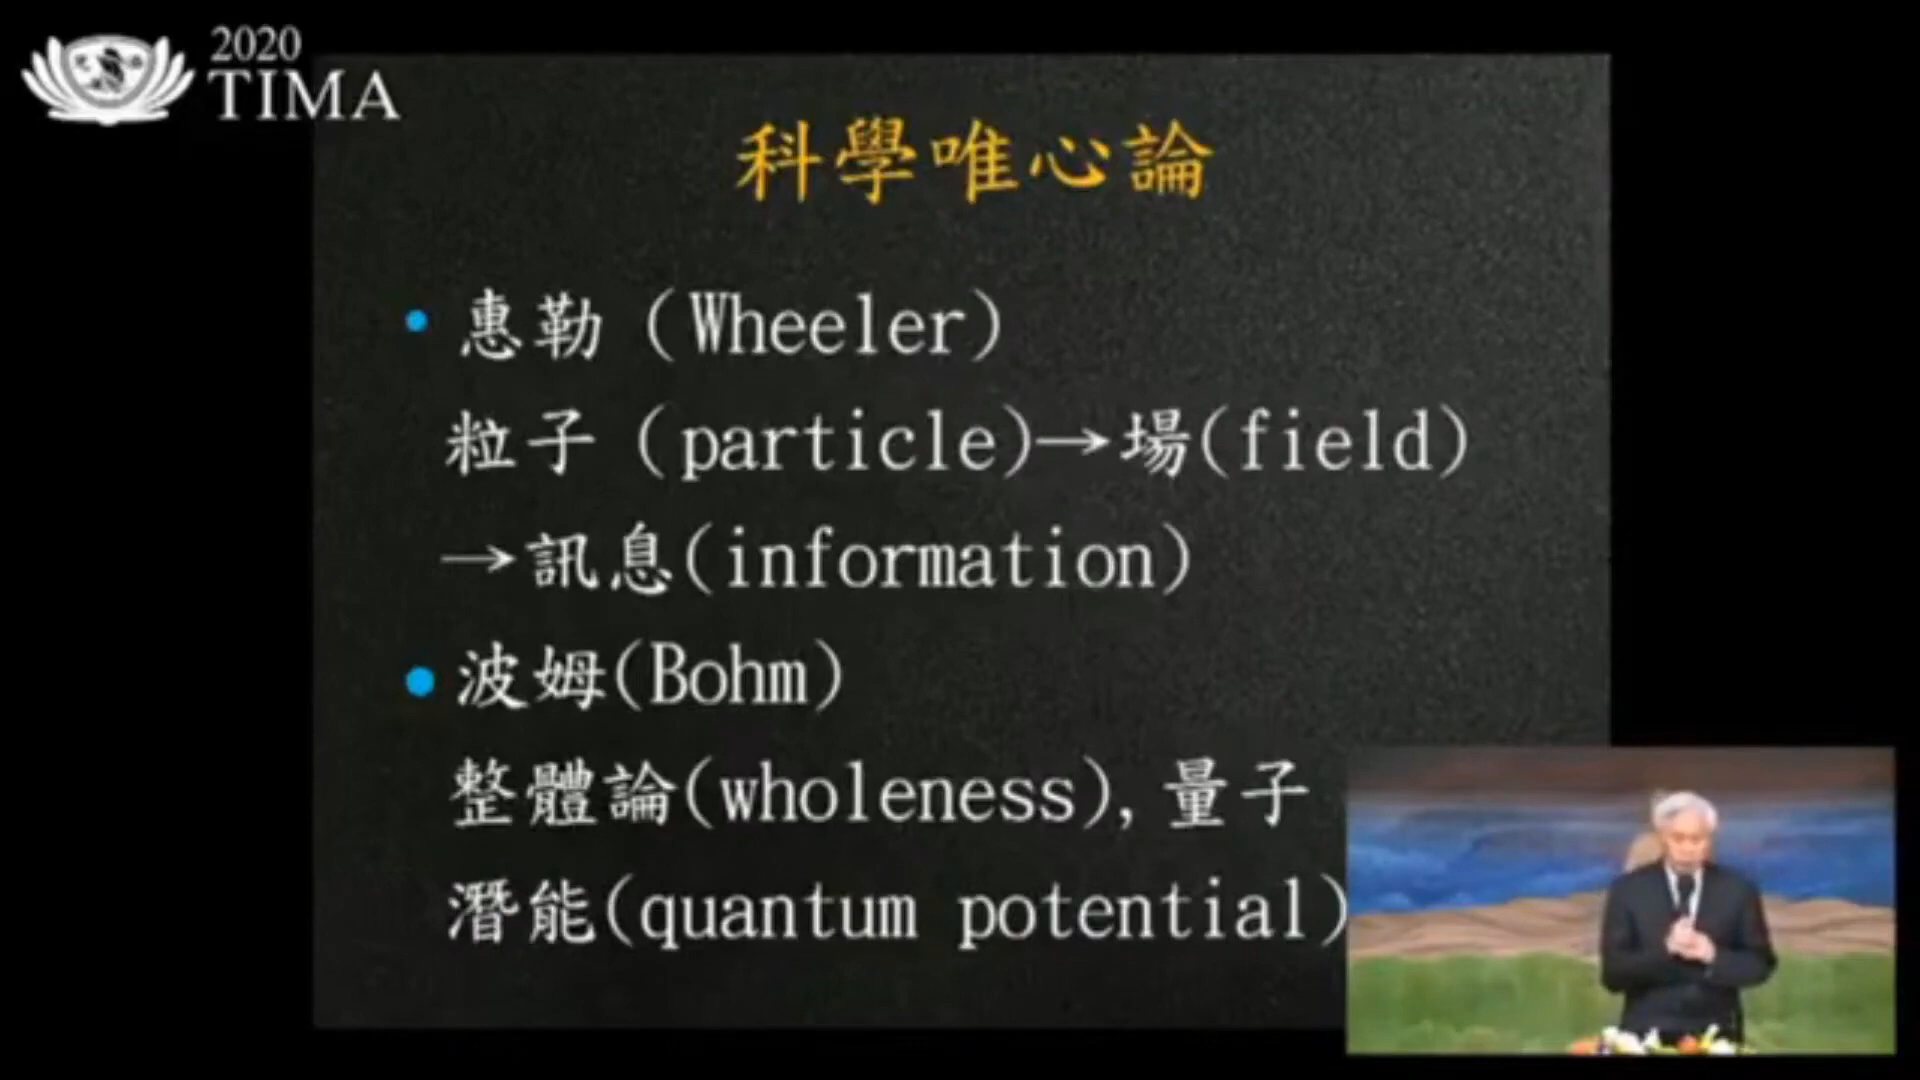 2020
TIMA
科學唯心論
• 惠勒 (Wheeler)
粒子 (particle)→場(field)
→訊息(information)
• 波姆(Bohm)
整體論(wholeness),量子
潛能(quantum potential)